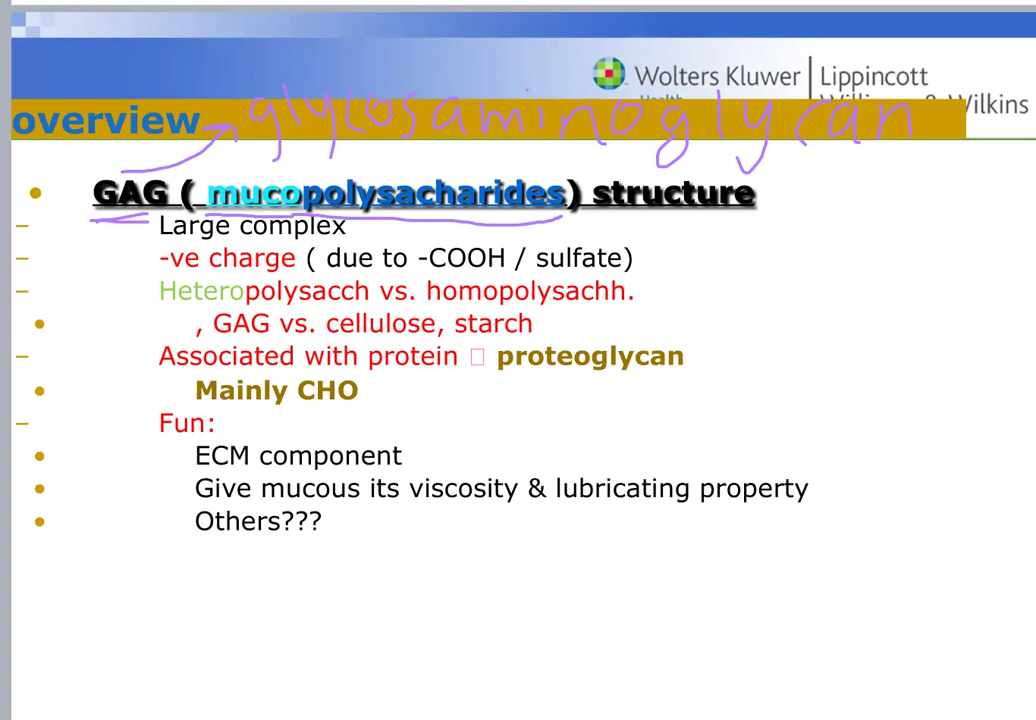 Wolters Kluwer | Lippincott
Health Williams & Wilkins
overview glycosaminoglycan
• GAG ( mucopolysacharides) structure
– Large complex
– -ve charge ( due to -COOH / sulfate)
– Heteropolysacch vs. homopolysachh.
• , GAG vs. cellulose, starch
– Associated with protein □ proteoglycan
• Mainly CHO
– Fun:
• ECM component
• Give mucous its viscosity & lubricating property
• Others???